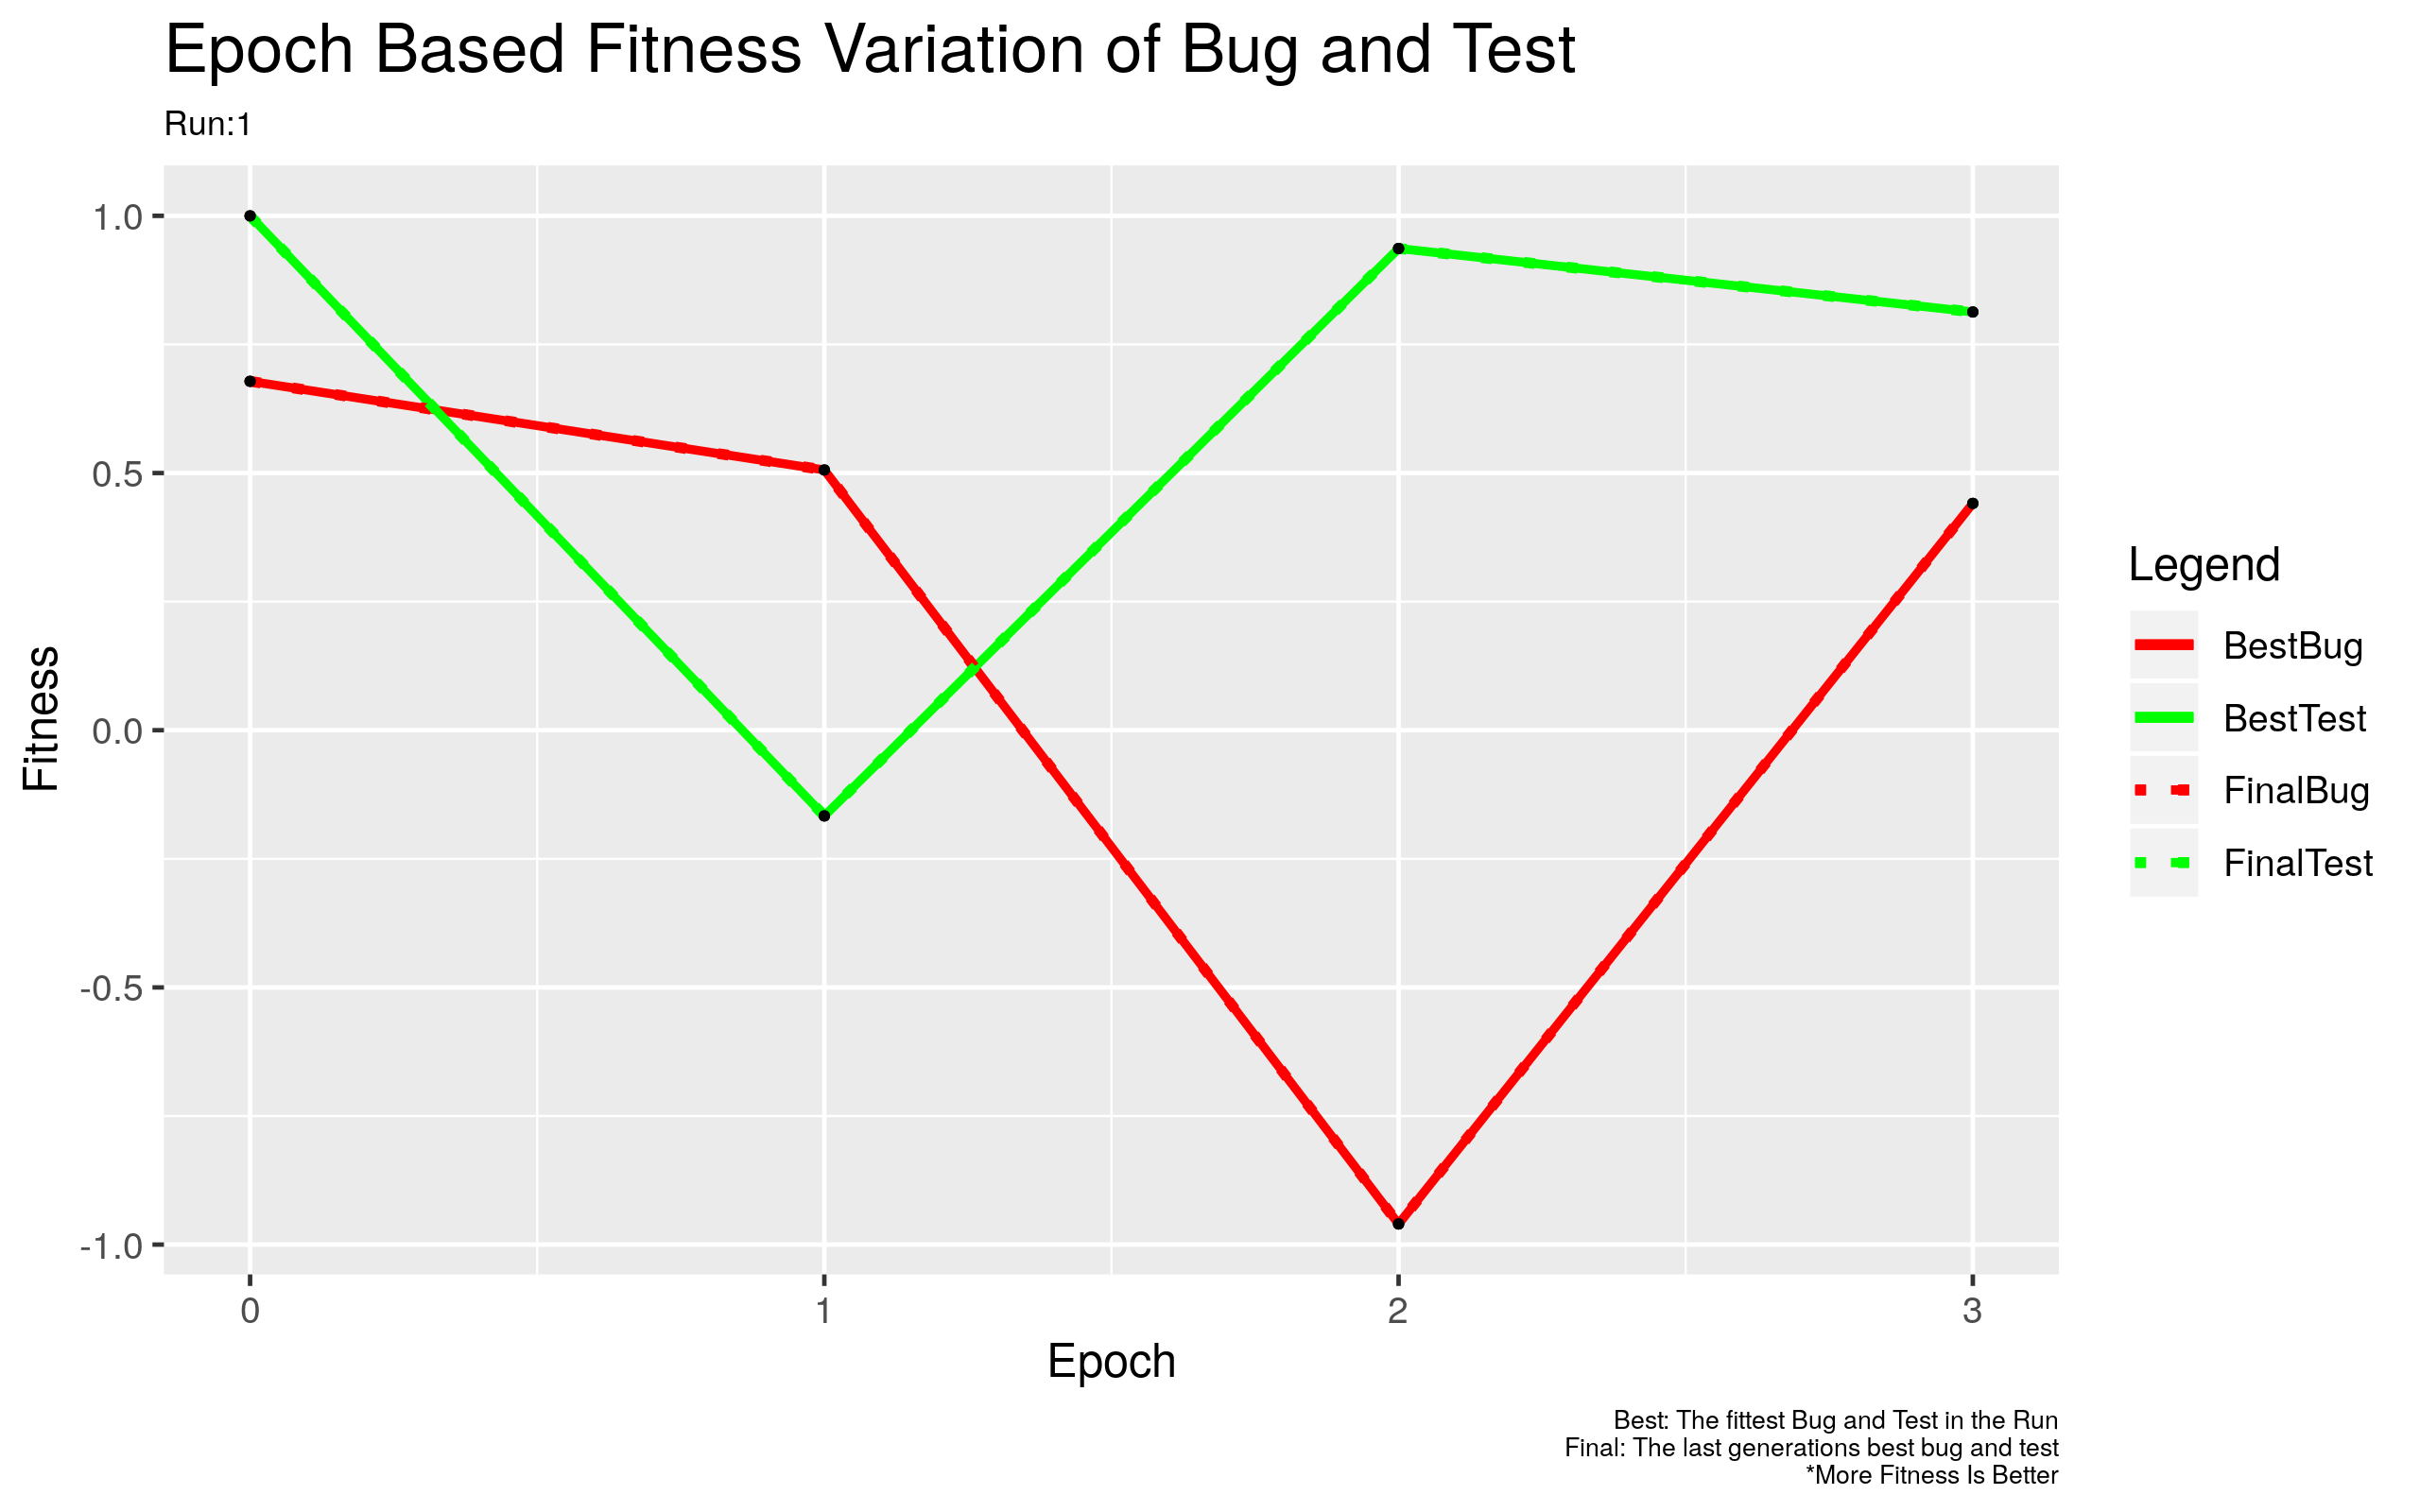 Epoch Based Fitness Variation of Bug and Test
Run:1
1.0
0.5
0.0
-0.5
-1.0
Fitness
0
1
2
3
Epoch
Legend
BestBug
BestTest
FinalBug
FinalTest
Best: The fittest Bug and Test in the Run
Final: The last generations best bug and test
*More Fitness Is Better